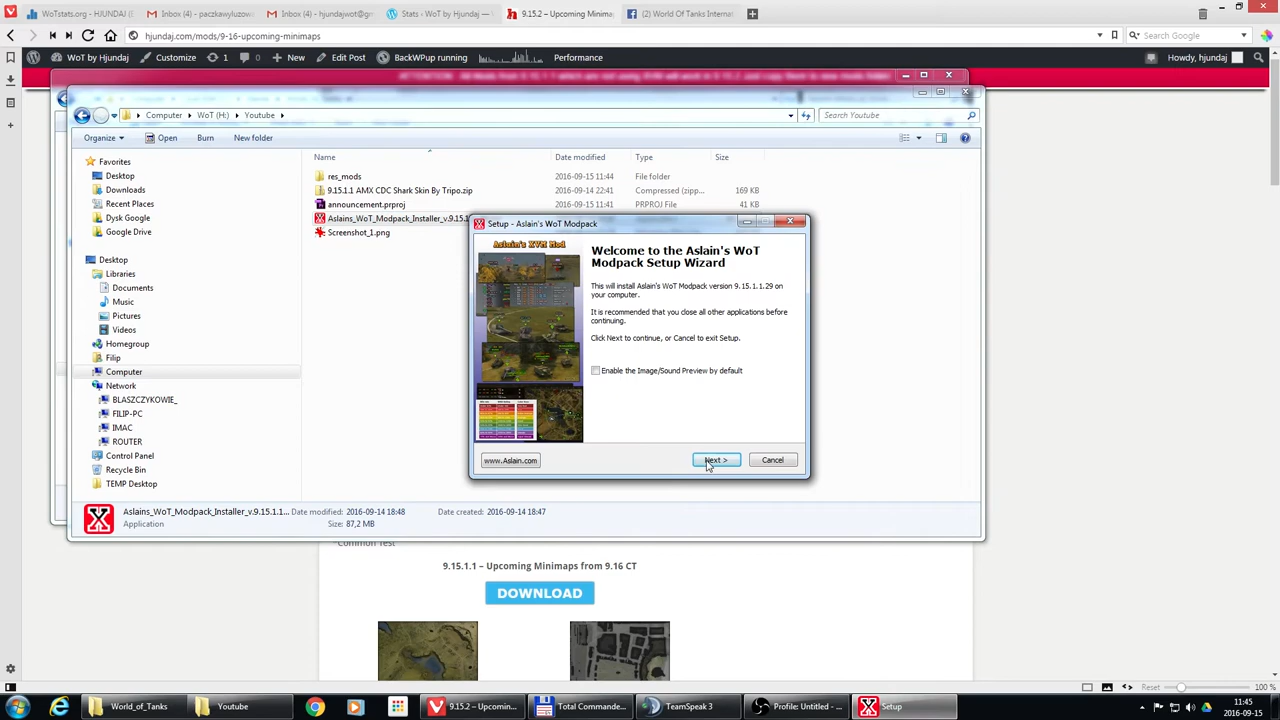 WoTstats.org -
Inbox (4) - paczkawyluzow
Inbox (4) - hjundajwot@gr
Stats ‹ WoT by Hjundaj —
9.15.2 – Upcoming Minima
(2) World Of Tanks Internat
hjundaj.com/mods/9-16-upcoming-minimaps
Search Google
WoT by Hjundaj
Customize
1
0
New
Edit Post
BackWPup running
Performance
Howdy, hjundaj
Computer
WoT (H:)
Youtube
Search Youtube
Organize
Open
Burn
New folder
Name
Date modified
Type
Size
Favorites
Desktop
Downloads
Recent Places
Dysk Google
Google Drive
Desktop
Libraries
Documents
Music
Pictures
Videos
Homegroup
Filip
Computer
Network
BLASZCZYKOWIE_
FILIP-PC
IMAC
ROUTER
Control Panel
Recycle Bin
TEMP Desktop
res_mods
2016-09-15 11:44
File folder
9.15.1.1 AMX CDC Shark Skin By Tripo.zip
2016-09-14 22:41
Compressed (zipp...
169 KB
announcement.prproj
2016-09-15 11:41
PRPROJ File
41 KB
Aslains_WoT_Modpack_Installer_v.9.15.1
Screenshot_1.png
Setup - Aslain's WoT Modpack
Aslain's XVM Mod
Welcome to the Aslain's WoT
Modpack Setup Wizard
This will install Aslain's WoT Modpack version 9.15.1.1.29 on
your computer.
It is recommended that you close all other applications before
continuing.
Click Next to continue, or Cancel to exit Setup.
Enable the Image/Sound Preview by default
www.Aslain.com
Next >
Cancel
Aslains_WoT_Modpack_Installer_v.9.15.1.1...
Date modified: 2016-09-14 18:48
Date created: 2016-09-14 18:47
Application
Size: 87,2 MB
*Common Test
9.15.1.1 – Upcoming Minimaps from 9.16 CT
DOWNLOAD
Reset
100 %
World_of_Tanks
Youtube
9.15.2 – Upcoming ...
Total Commande...
TeamSpeak 3
Profile: Untitled - ...
Setup
11:45
2016-09-15